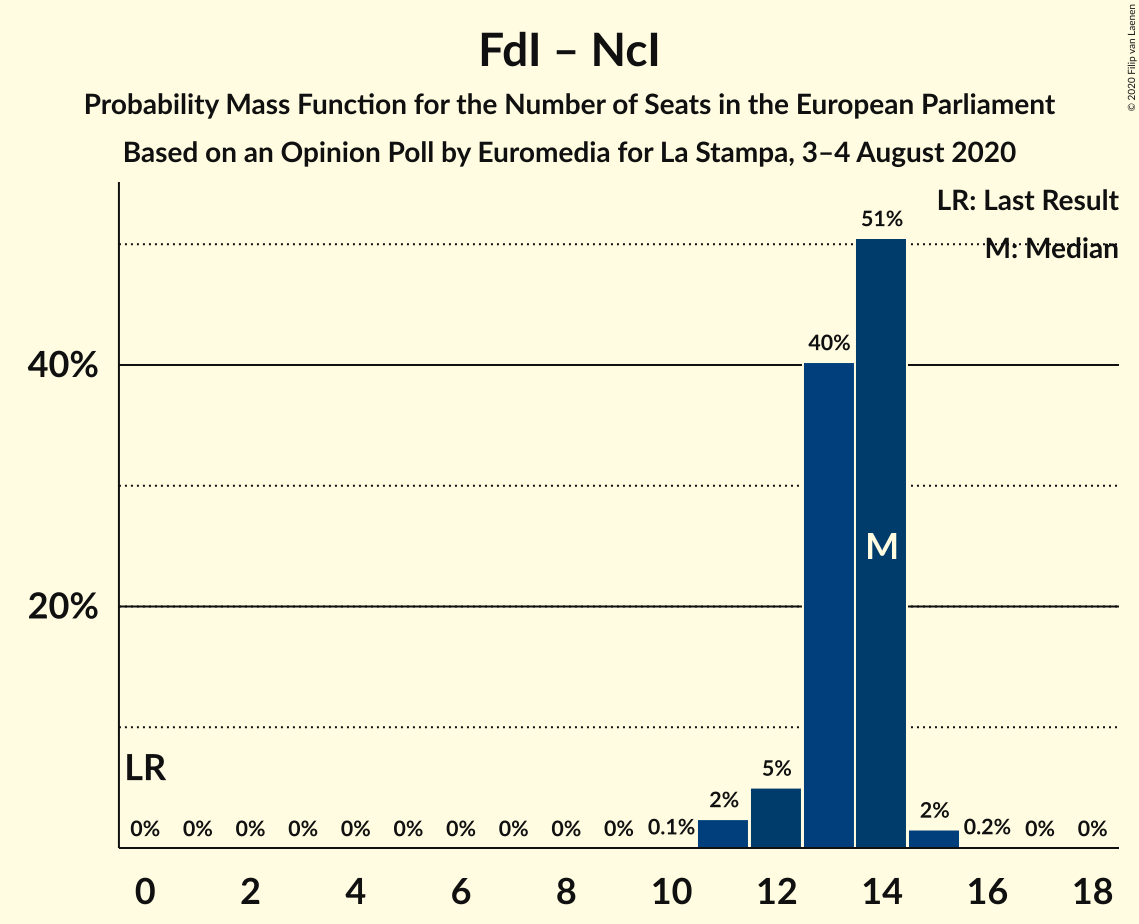 FdI – NcI
Probability Mass Function for the Number of Seats in the European Parliament
Based on an Opinion Poll by Euromedia for La Stampa, 3–4 August 2020
© 2020 Filip van Laenen
LR: Last Result
M: Median
51%
40%
40%
M
20%
LR
0% 0% 0% 0% 0% 0% 0% 0% 0% 0% 0.1% 2% 5% 2% 0.2% 0% 0%
0 2 4 6 8 10 12 14 16 18